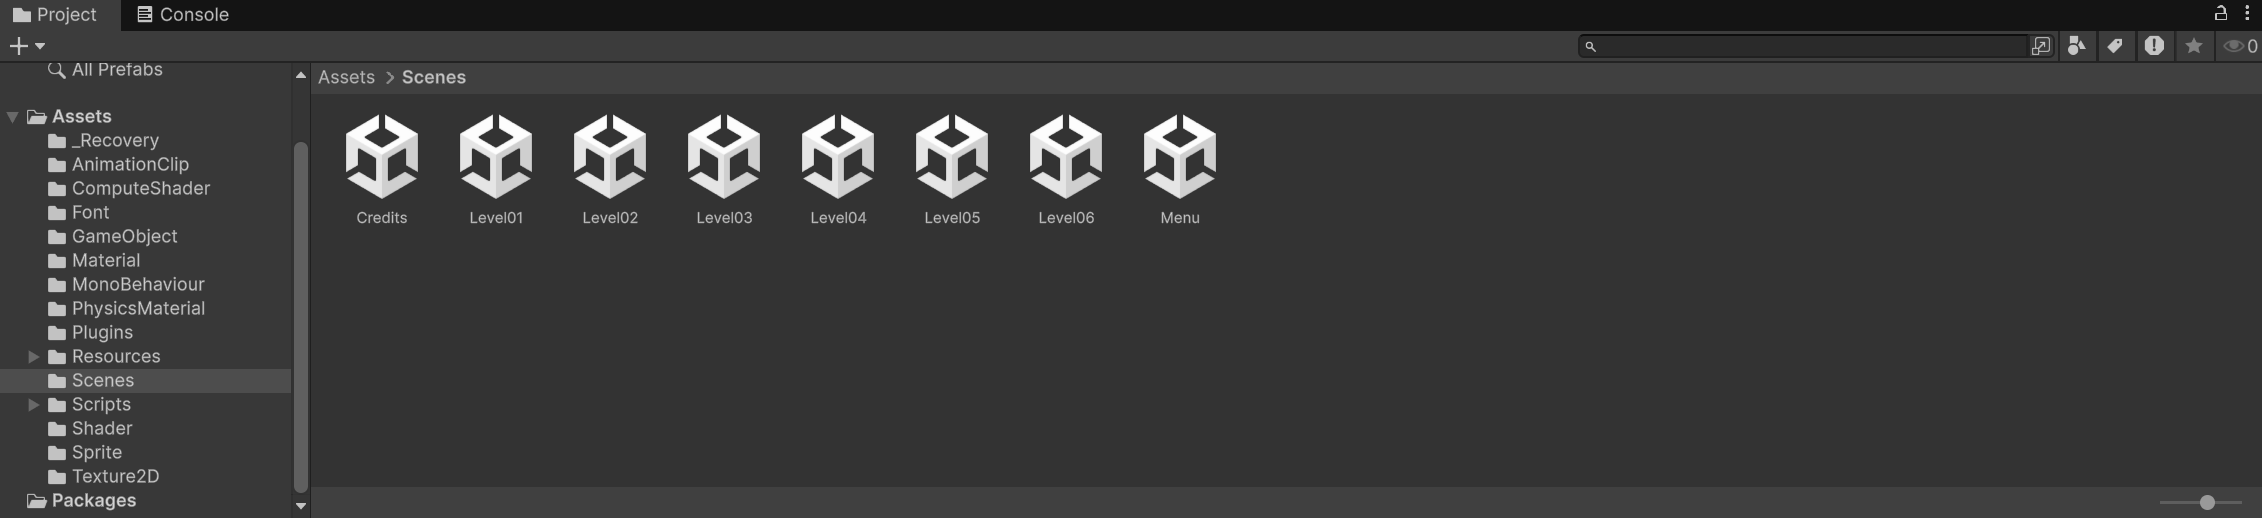 Project
Console
0
All Prefabs
Assets
_Recovery
AnimationClip
ComputeShader
Font
GameObject
Material
MonoBehaviour
PhysicsMaterial
Plugins
Resources
Scenes
Scripts
Shader
Sprite
Texture2D
Packages
Assets > Scenes
Credits
Level01
Level02
Level03
Level04
Level05
Level06
Menu